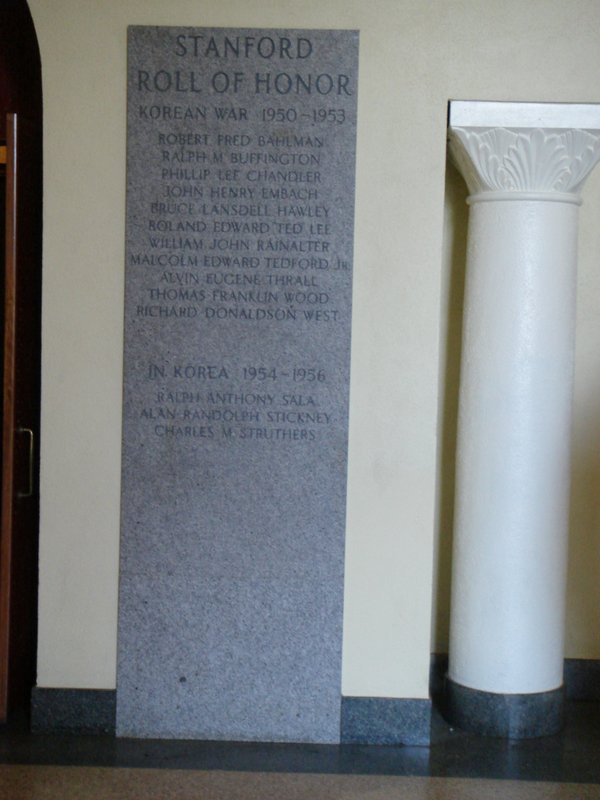 STANFORD
ROLL OF HONOR
KOREAN WAR 1950-1953
ROBERT FRED BAHLMAN
RALPH M BUFFINGTON
PHILLIP LEE CHANDLER
JOHN HENRY EMBACH
BRUCE LANSDELL HAWLEY
ROLAND EDWARD TED LEE
WILLIAM JOHN RAINALTER
MALCOLM EDWARD TEDFORD JR.
ALVIN EUGENE THRALL
THOMAS FRANKLIN WOOD
RICHARD DONALDSON WEST
IN KOREA 1954-1956
RALPH ANTHONY SALA
ALAN RANDOLPH STICKNEY
CHARLES M STRUTHERS